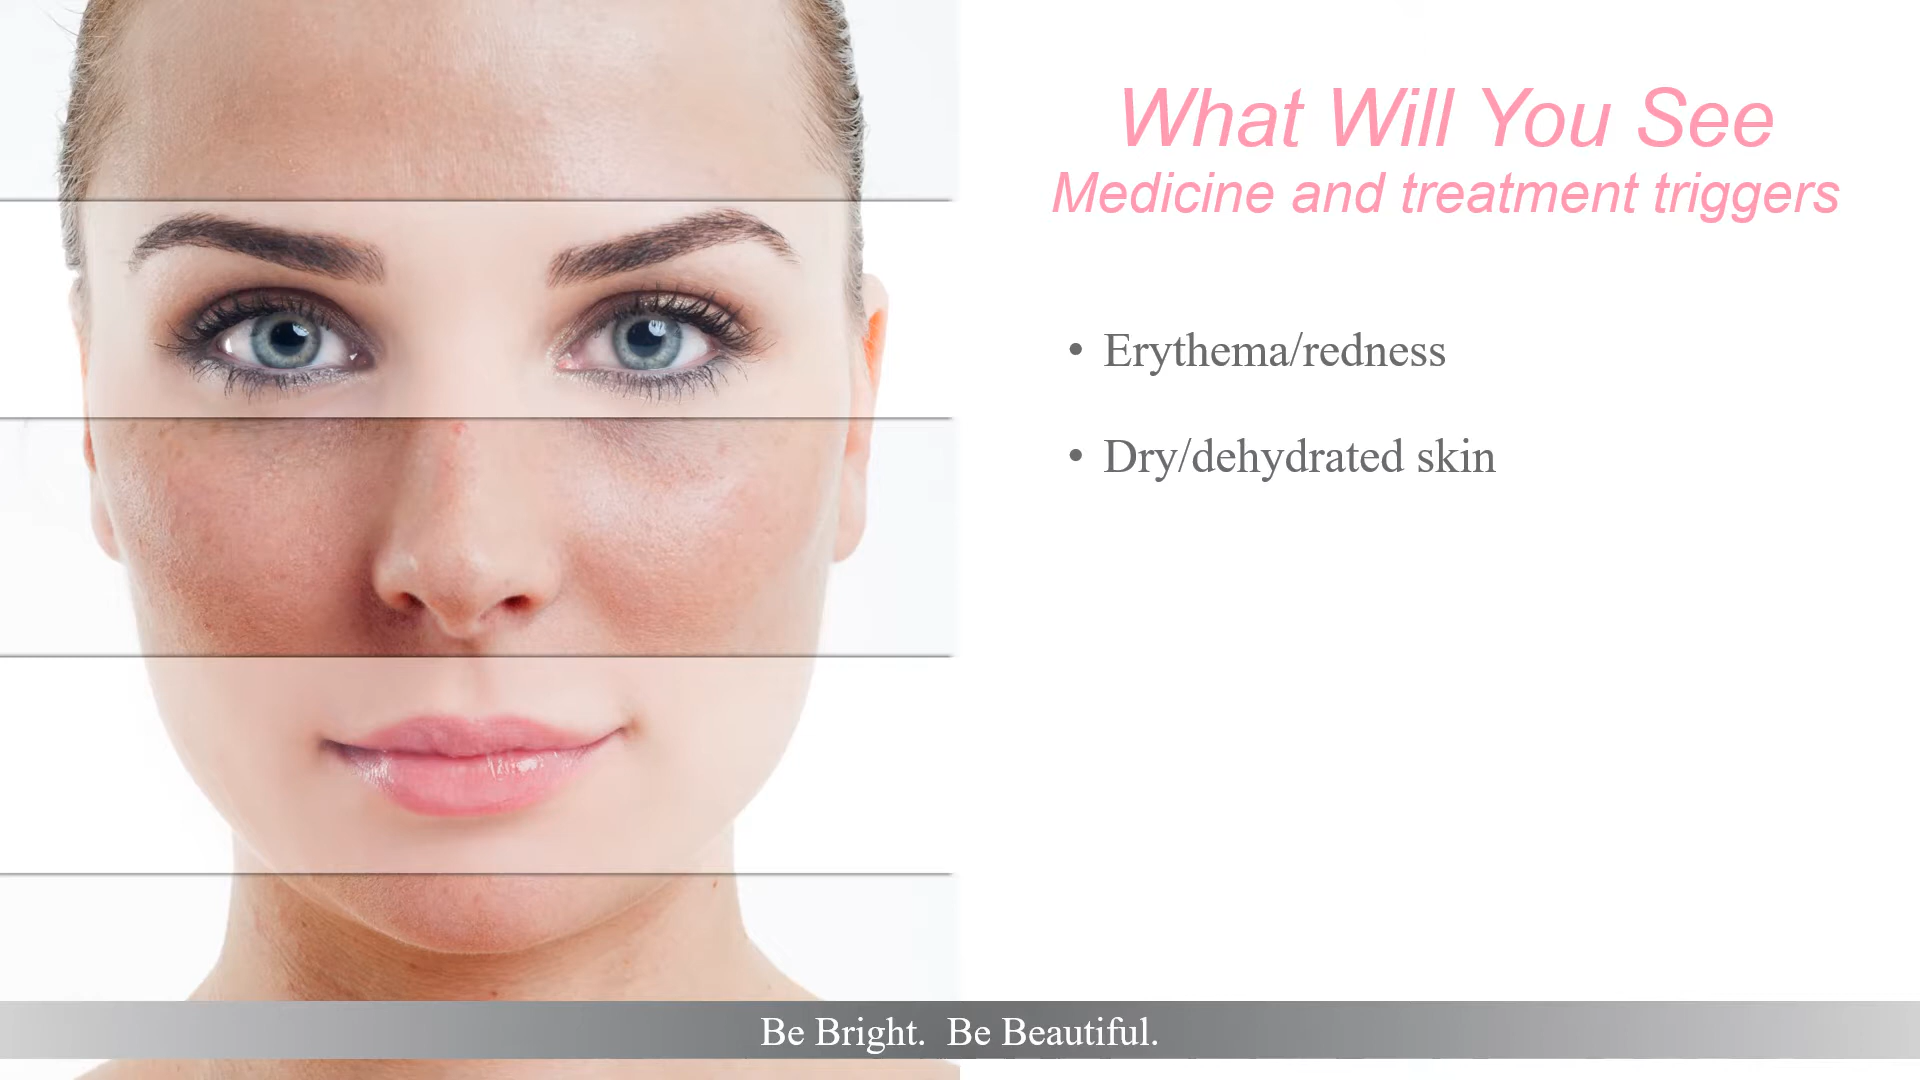 What Will You See
Medicine and treatment triggers
• Erythema/redness
• Dry/dehydrated skin
Be Bright.  Be Beautiful.